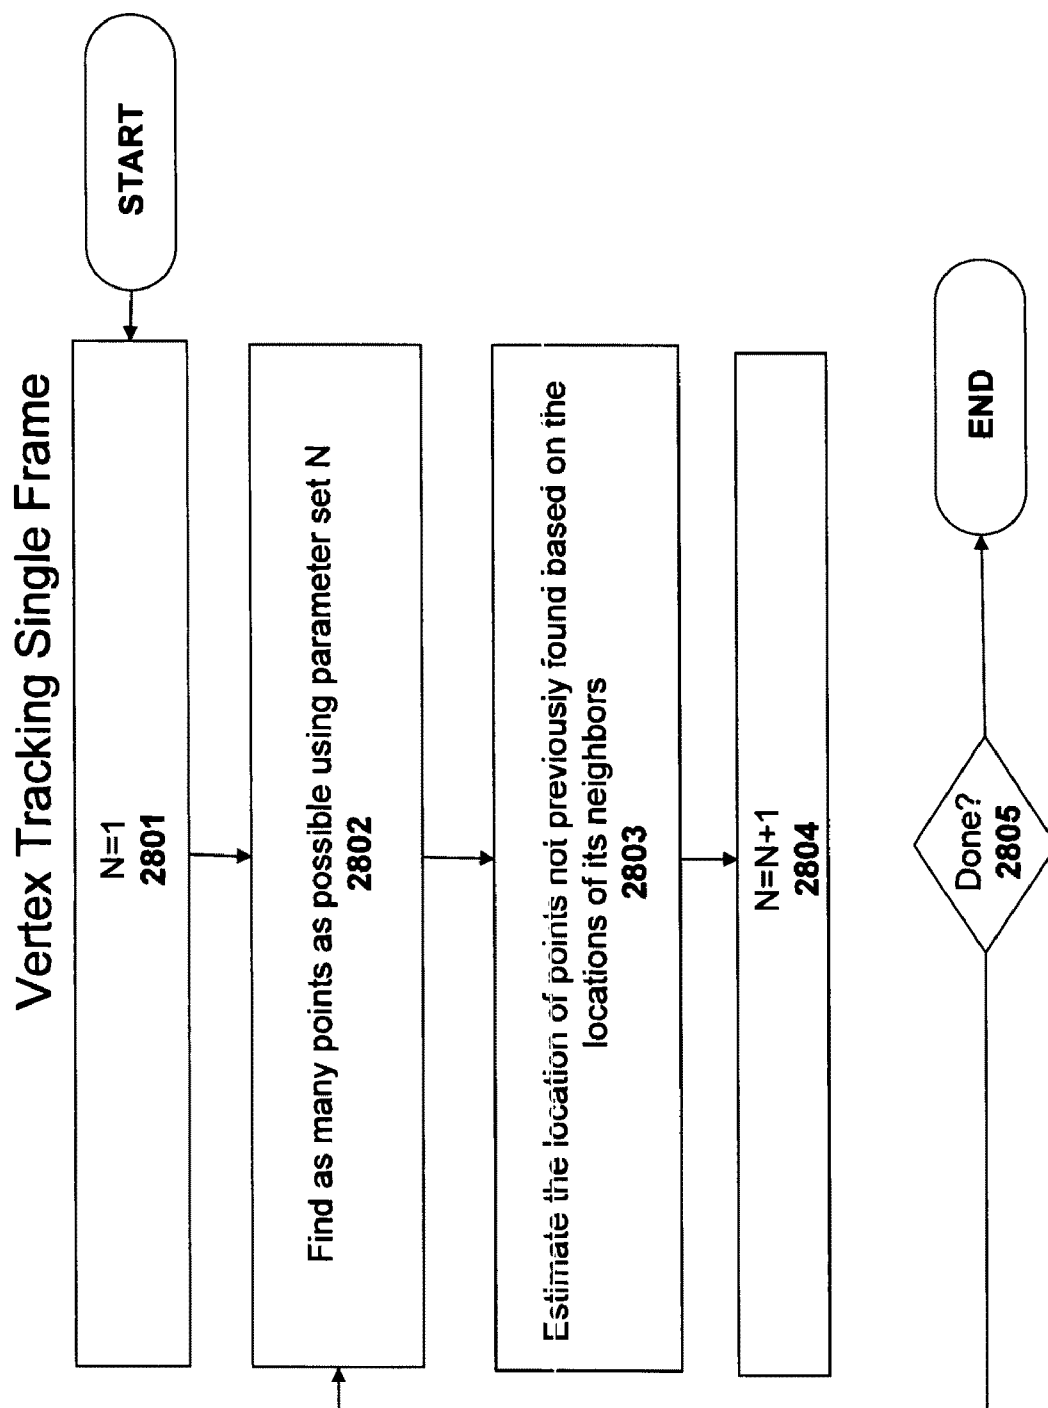 Vertex Tracking Single Frame
START
N=1
2801
Find as many points as possible using parameter set N
2802
Estimate the location of points not previously found based on the
locations of its neighbors
2803
N=N+1
2804
Done?
2805
END